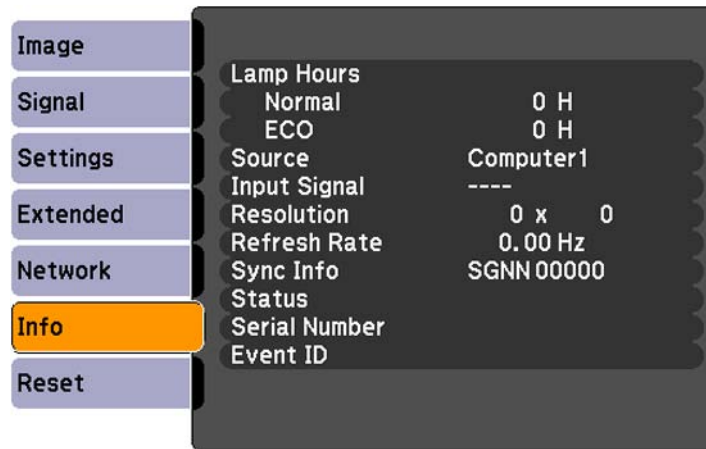 Image
Signal
Settings
Extended
Network
Info
Reset
Lamp Hours
Normal 0 H
ECO 0 H
Source Computer1
Input Signal ----
Resolution 0 x 0
Refresh Rate 0.00 Hz
Sync Info SGNN 00000
Status
Serial Number
Event ID